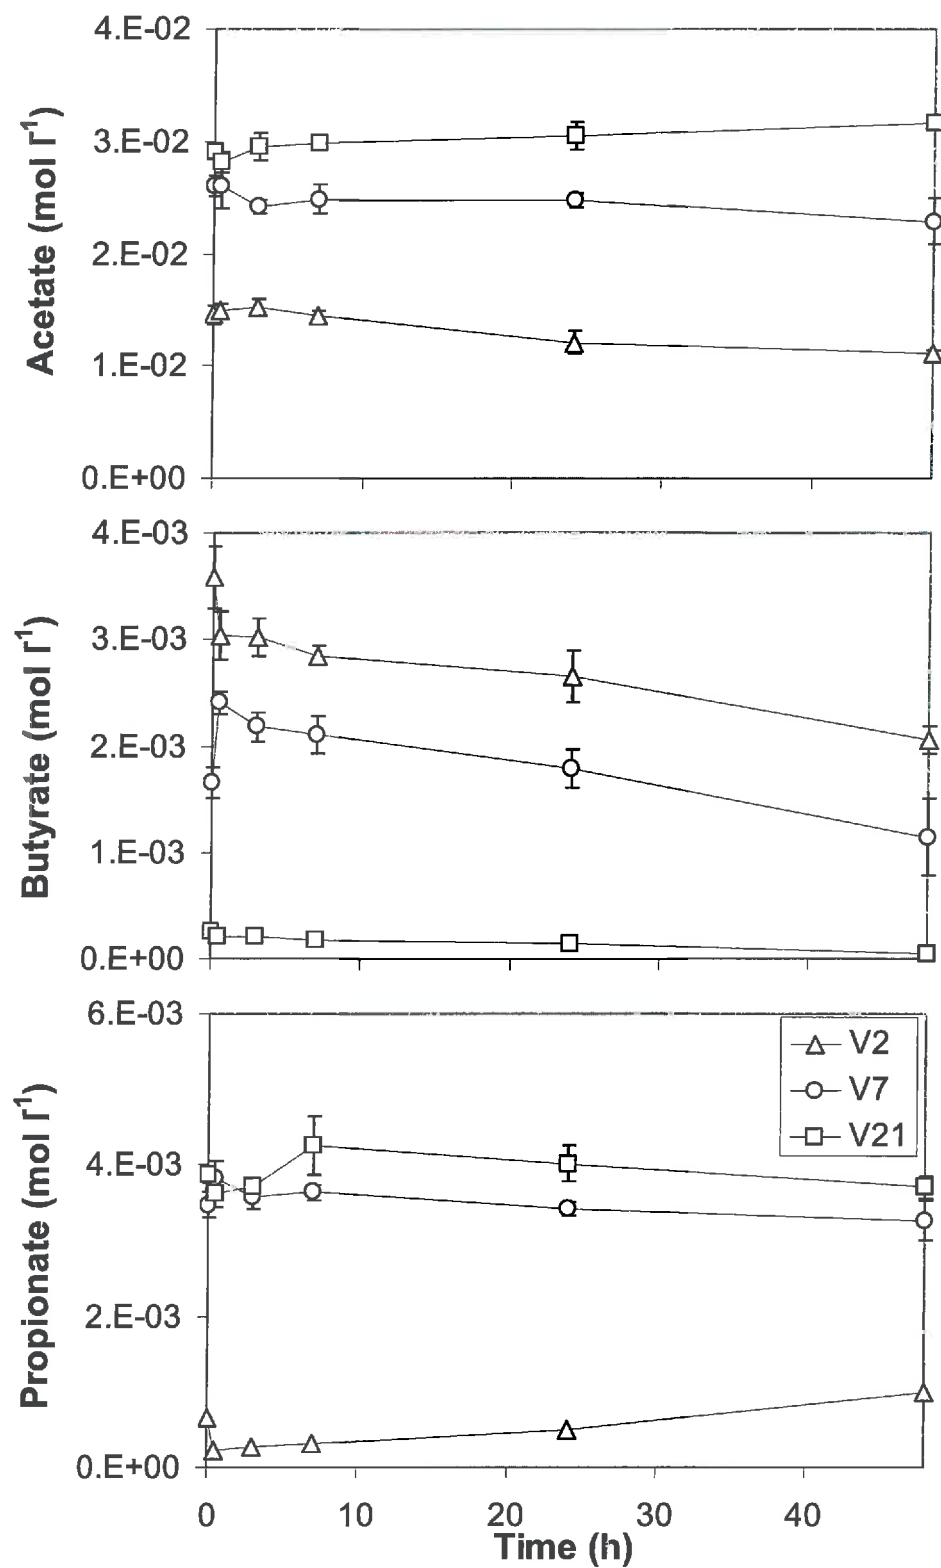 4.E-02
3.E-02
2.E-02
1.E-02
0.E+00
Acetate (mol l⁻¹)
4.E-03
3.E-03
2.E-03
1.E-03
0.E+00
Butyrate (mol l⁻¹)
6.E-03
4.E-03
2.E-03
0.E+00
Propionate (mol l⁻¹)
V2
V7
V21
0 10 20 30 40
Time (h)